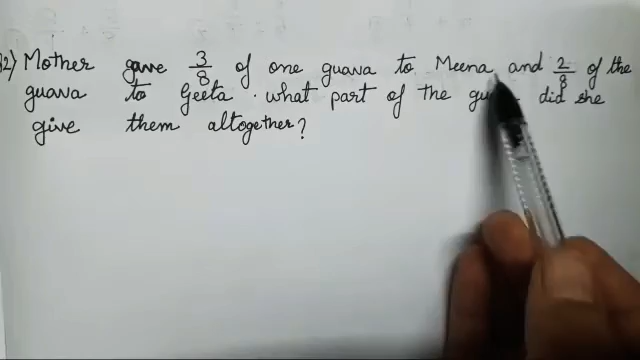 2) Mother gave 3/8 of one guava to Meena and 2/8 of the
guava to Geeta. what part of the did she
give them altogether?